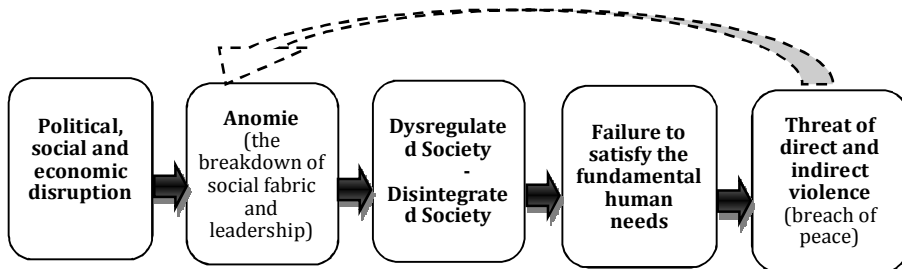 Political,
social and
economic
disruption
Anomie
(the
breakdown of
social fabric
and
leadership)
Dysregulate
d Society
-
Disintegrate
d Society
Failure to
satisfy the
fundamental
human
needs
Threat of
direct and
indirect
violence
(breach of
peace)